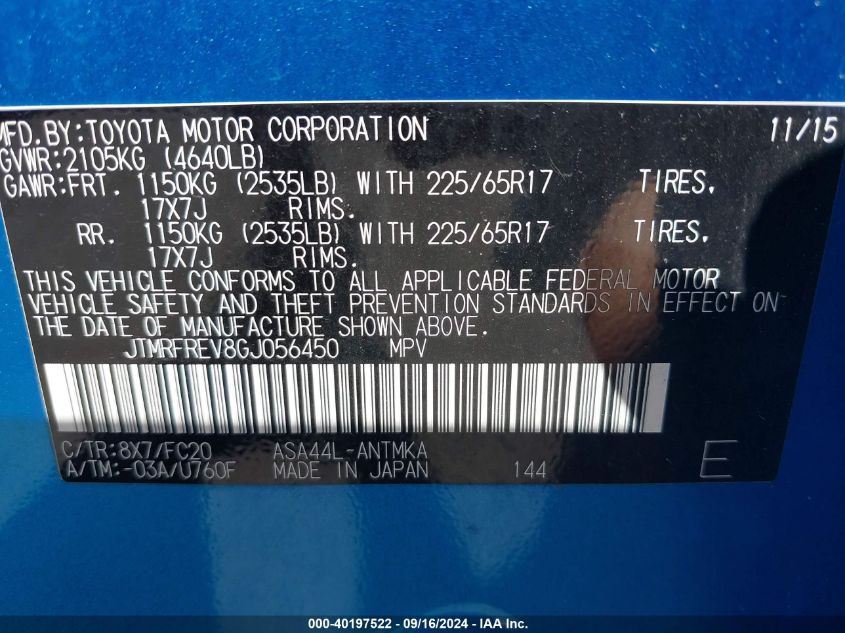 MFD.BY:TOYOTA MOTOR CORPORATION 11/15
GVWR:2105KG (4640LB)
GAWR:FRT. 1150KG (2535LB) WITH 225/65R17 TIRES.
17X7J RIMS.
RR. 1150KG (2535LB) WITH 225/65R17 TIRES.
17X7J RIMS.
THIS VEHICLE CONFORMS TO ALL APPLICABLE FEDERAL MOTOR
VEHICLE SAFETY AND THEFT PREVENTION STANDARDS IN EFFECT ON
THE DATE OF MANUFACTURE SHOWN ABOVE.
JTMRFREV8GJ056450 MPV
C/TR:8X7/FC20 ASA44L-ANTMKA
A/TM:-03A/U760F MADE IN JAPAN 144 E
000-40197522 - 09/16/2024 - IAA Inc.